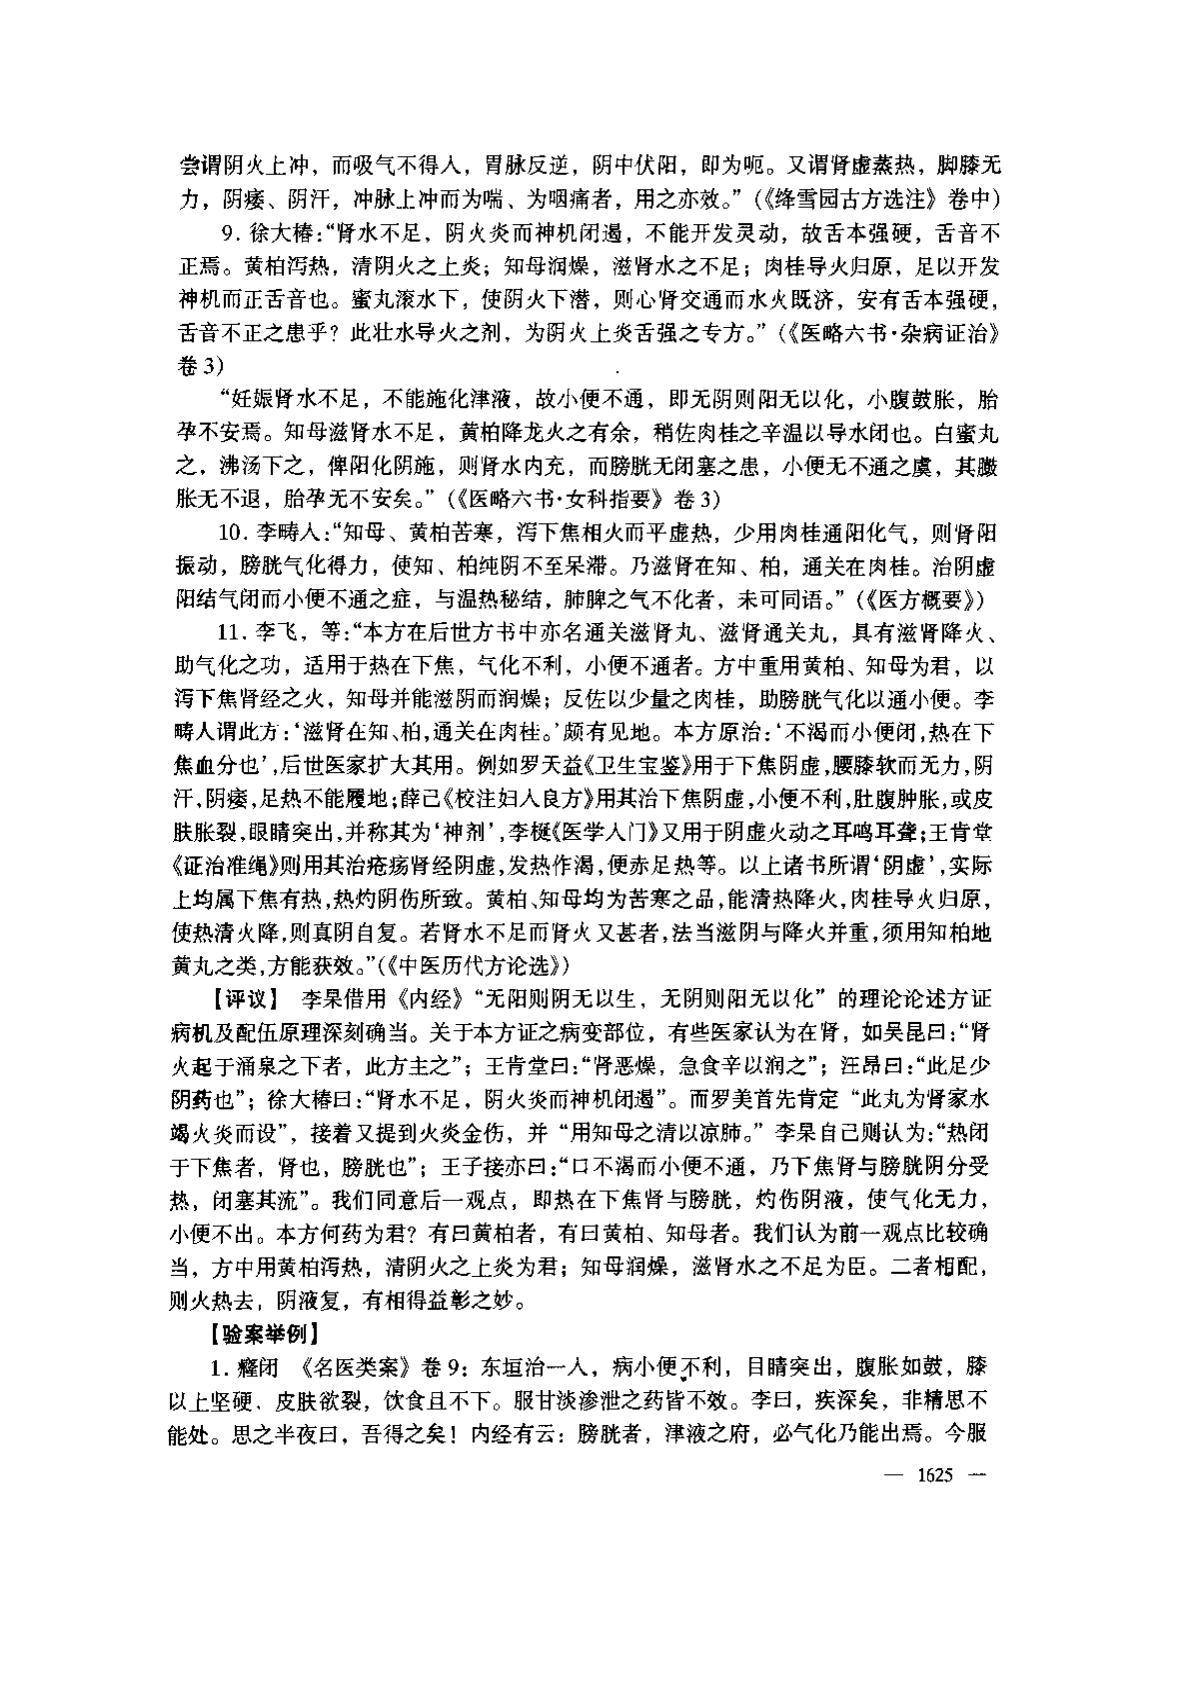 尝谓阴火上冲，而吸气不得人，胃脉反逆，阴中伏阳，即为呃。又谓肾虚蒸热，脚膝无
力，阴痿、阴汗，冲脉上冲而为喘、为咽痛者，用之亦效。”（《绛雪园古方选注》卷中）
9. 徐大椿：“肾水不足，阴火炎而神机闭遏，不能开发灵动，故舌本强硬，舌音不
正焉。黄柏泻热，清阴火之上炎；知母润燥，滋肾水之不足；肉桂导火归原，足以开发
神机而正舌音也。蜜丸滚水下，使阴火下潜，则心肾交通而水火既济，安有舌本强硬，
舌音不正之患乎？此壮水导火之剂，为阴火上炎舌强之专方。”（《医略六书·杂病证治》
卷 3）
“妊娠肾水不足，不能施化津液，故小便不通，即无阴则阳无以化，小腹鼓胀，胎
孕不安焉。知母滋肾水不足，黄柏降龙火之有余，稍佐肉桂之辛温以导水闭也。白蜜丸
之，沸汤下之，俾阳化阴施，则肾水内充，而膀胱无闭塞之患，小便无不通之虞，其臌
胀无不退，胎孕无不安矣。”（《医略六书·女科指要》卷 3）
10. 李畴人：“知母、黄柏苦寒，泻下焦相火而平虚热，少用肉桂通阳化气，则肾阳
振动，膀胱气化得力，使知、柏纯阴不至呆滞。乃滋肾在知、柏，通关在肉桂。治阴虚
阳结气闭而小便不通之症，与温热秘结，肺脾之气不化者，未可同语。”（《医方概要》）
11. 李飞，等：“本方在后世方书中亦名通关滋肾丸、滋肾通关丸，具有滋肾降火、
助气化之功，适用于热在下焦，气化不利，小便不通者。方中重用黄柏、知母为君，以
泻下焦肾经之火，知母并能滋阴而润燥；反佐以少量之肉桂，助膀胱气化以通小便。李
畴人谓此方：‘滋肾在知、柏，通关在肉桂。’颇有见地。本方原治：‘不渴而小便闭，热在下
焦血分也’，后世医家扩大其用。例如罗天益《卫生宝鉴》用于下焦阴虚，腰膝软而无力，阴
汗，阴痿，足热不能履地；薛己《校注妇人良方》用其治下焦阴虚，小便不利，肚腹肿胀，或皮
肤胀裂，眼睛突出，并称其为‘神剂’，李梴《医学人门》又用于阴虚火动之耳鸣耳聋；王肯堂
《证治准绳》则用其治疮疡肾经阴虚，发热作渴，便赤足热等。以上诸书所谓‘阴虚’，实际
上均属下焦有热，热灼阴伤所致。黄柏、知母均为苦寒之品，能清热降火，肉桂导火归原，
使热清火降，则真阴自复。若肾水不足而肾火又甚者，法当滋阴与降火并重，须用知柏地
黄丸之类，方能获效。”（《中医历代方论选》）
【评议】 李杲借用《内经》“无阳则阴无以生，无阴则阳无以化”的理论论述方证
病机及配伍原理深刻确当。关于本方证之病变部位，有些医家认为在肾，如吴昆曰：“肾
火起于涌泉之下者，此方主之”；王肯堂曰：“肾恶燥，急食辛以润之”；汪昂曰：“此足少
阴药也”；徐大椿曰：“肾水不足，阴火炎而神机闭遏”。而罗美首先肯定“此丸为肾家水
竭火炎而设”，接着又提到火炎金伤，并“用知母之清以凉肺。”李杲自己则认为：“热闭
于下焦者，肾也，膀胱也”；王子接亦曰：“口不渴而小便不通，乃下焦肾与膀胱阴分受
热，闭塞其流”。我们同意后一观点，即热在下焦肾与膀胱，灼伤阴液，使气化无力，
小便不出。本方何药为君？有曰黄柏者，有曰黄柏、知母者。我们认为前一观点比较确
当，方中用黄柏泻热，清阴火之上炎为君；知母润燥，滋肾水之不足为臣。二者相配，
则火热去，阴液复，有相得益彰之妙。
【验案举例】
1. 癃闭 《名医类案》卷 9：东垣治一人，病小便不利，目睛突出，腹胀如鼓，膝
以上坚硬，皮肤欲裂，饮食且不下。服甘淡渗泄之药皆不效。李曰，疾深矣，非精思不
能处。思之半夜曰，吾得之矣！内经有云：膀胱者，津液之府，必气化乃能出焉。今服
— 1625 —